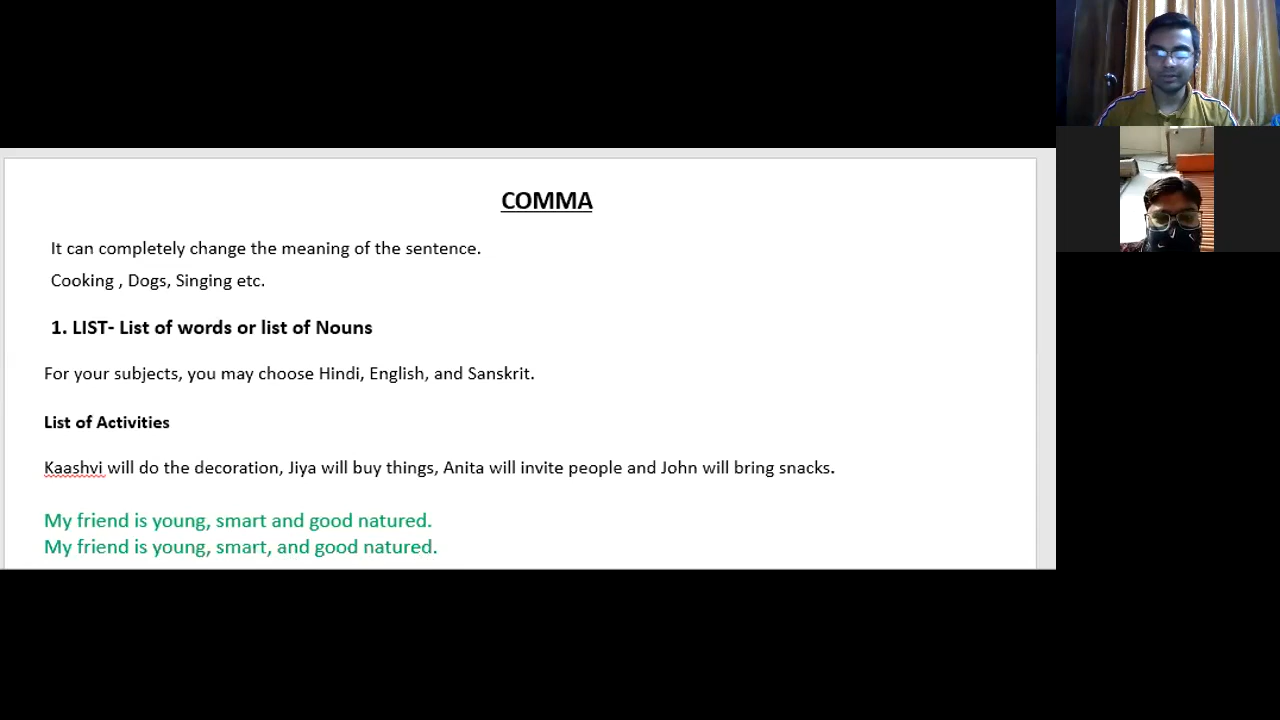 COMMA
It can completely change the meaning of the sentence.
Cooking , Dogs, Singing etc.
1. LIST- List of words or list of Nouns
For your subjects, you may choose Hindi, English, and Sanskrit.
List of Activities
Kaashvi will do the decoration, Jiya will buy things, Anita will invite people and John will bring snacks.
My friend is young, smart and good natured.
My friend is young, smart, and good natured.